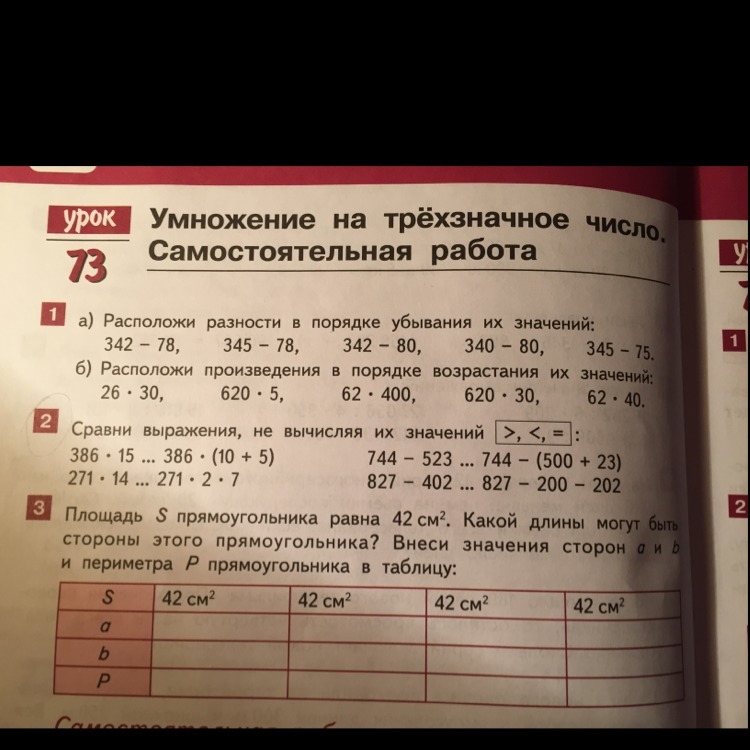 урок
73
Умножение на трёхзначное число.
Самостоятельная работа
1
а) Расположи разности в порядке убывания их значений:
342 – 78, 345 – 78, 342 – 80, 340 – 80, 345 – 75.
б) Расположи произведения в порядке возрастания их значений:
26 · 30, 620 · 5, 62 · 400, 620 · 30, 62 · 40.
2
Сравни выражения, не вычисляя их значений >, <, = :
386 · 15 ... 386 · (10 + 5) 744 – 523 ... 744 – (500 + 23)
271 · 14 ... 271 · 2 · 7 827 – 402 ... 827 – 200 – 202
3
Площадь S прямоугольника равна 42 см². Какой длины могут быть
стороны этого прямоугольника? Внеси значения сторон a и b
и периметра P прямоугольника в таблицу:
S 42 см² 42 см² 42 см² 42 см²
a
b
P
1
2